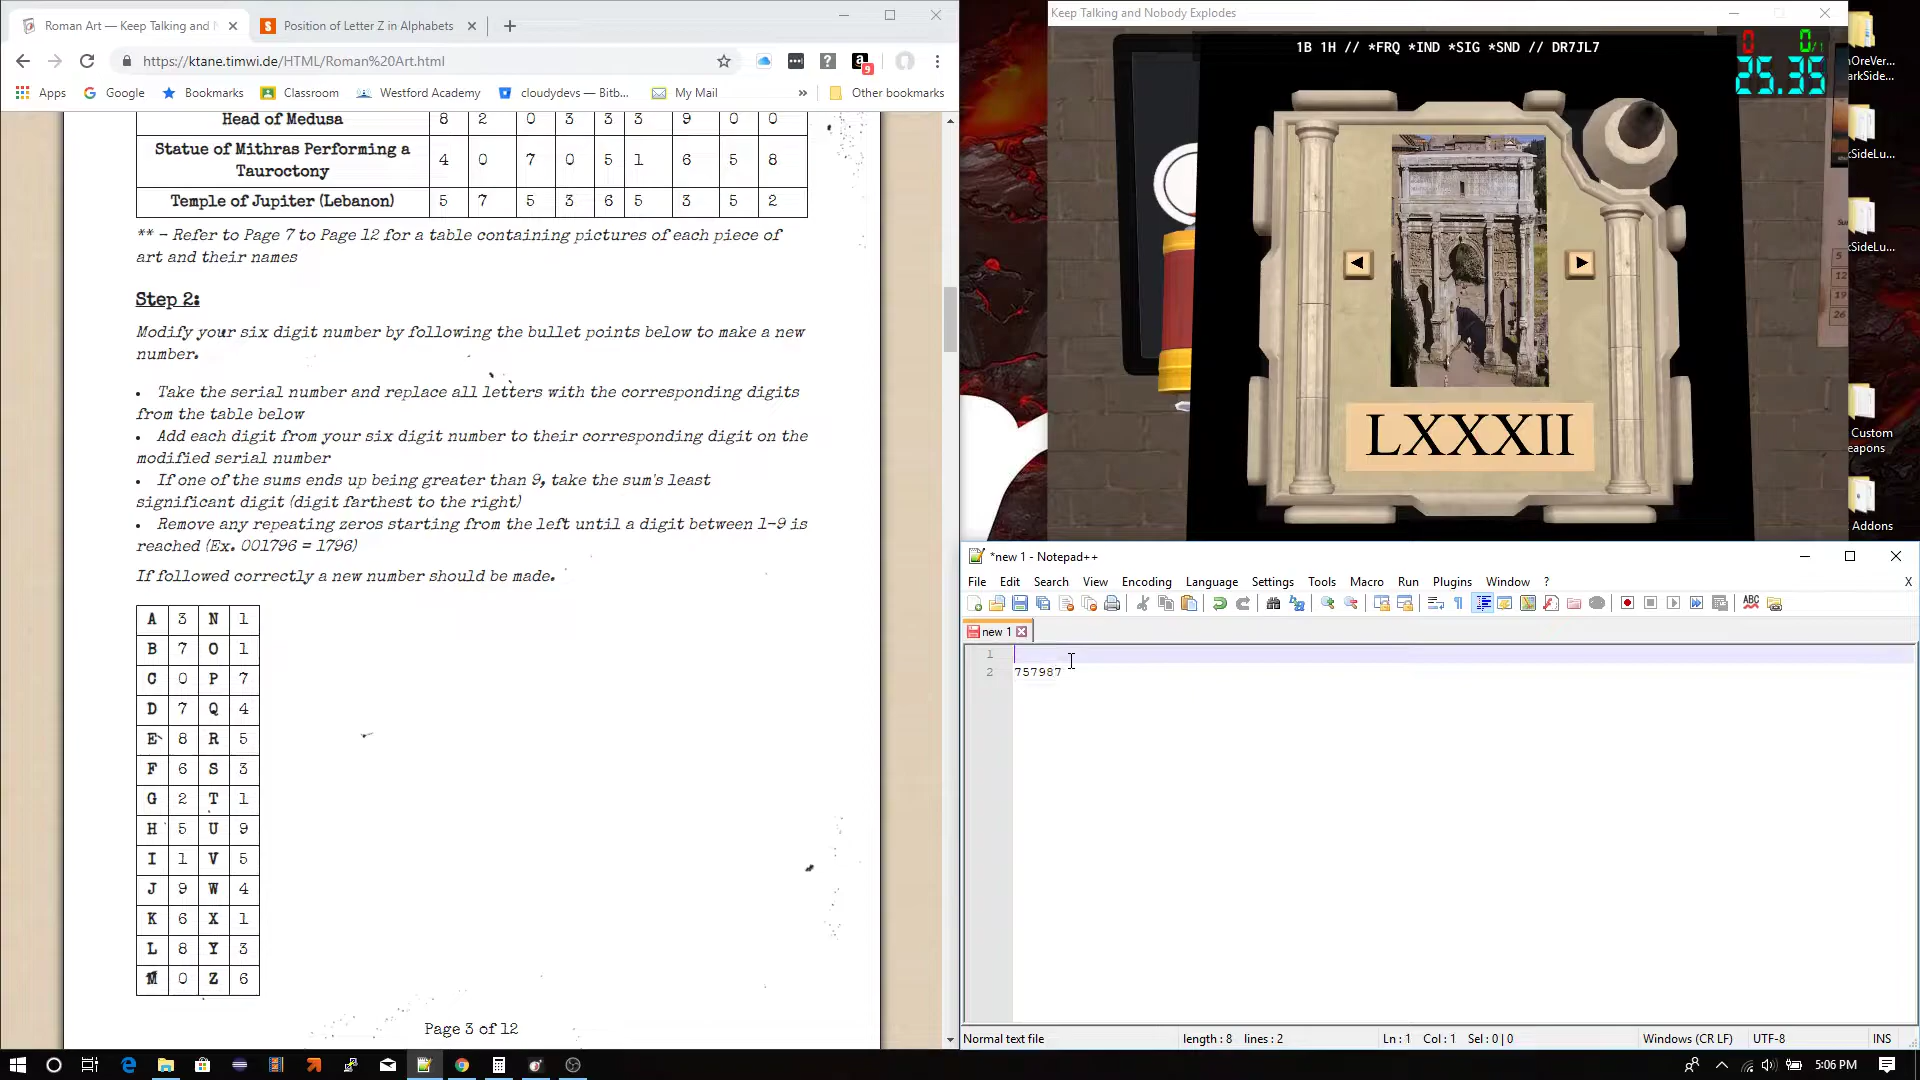 Roman Art — Keep Talking and N
Position of Letter Z in Alphabets
https://ktane.timwi.de/HTML/Roman%20Art.html
9
Apps Google Bookmarks Classroom Westford Academy cloudydevs — Bitb... My Mail » Other bookmarks
Head of Medusa 8 2 0 3 3 3 9 0 0
Statue of Mithras Performing a
Tauroctony 4 0 7 0 5 1 6 5 8
Temple of Jupiter (Lebanon) 5 7 5 3 6 5 3 5 2
** - Refer to Page 7 to Page 12 for a table containing pictures of each piece of
art and their names
Step 2:
Modify your six digit number by following the bullet points below to make a new
number.
• Take the serial number and replace all letters with the corresponding digits
from the table below
• Add each digit from your six digit number to their corresponding digit on the
modified serial number
• If one of the sums ends up being greater than 9, take the sum's least
significant digit (digit farthest to the right)
• Remove any repeating zeros starting from the left until a digit between 1-9 is
reached (Ex. 001796 = 1796)
If followed correctly a new number should be made.
A 3 N 1
B 7 O 1
C 0 P 7
D 7 Q 4
E 8 R 5
F 6 S 3
G 2 T 1
H 5 U 9
I 1 V 5
J 9 W 4
K 6 X 1
L 8 Y 3
M 0 Z 6
Page 3 of 12
Keep Talking and Nobody Explodes
1B 1H // *FRQ *IND *SIG *SND // DR7JL7
0 0/1
25.35
LXXXII
5
12
19
26
nOreVer...
arkSide...
kSideLu...
kSideLu...
Custom
eapons
Addons
*new 1 - Notepad++
File Edit Search View Encoding Language Settings Tools Macro Run Plugins Window ? X
new 1
1
2 757987
Normal text file length : 8 lines : 2 Ln : 1 Col : 1 Sel : 0 | 0 Windows (CR LF) UTF-8 INS
5:06 PM